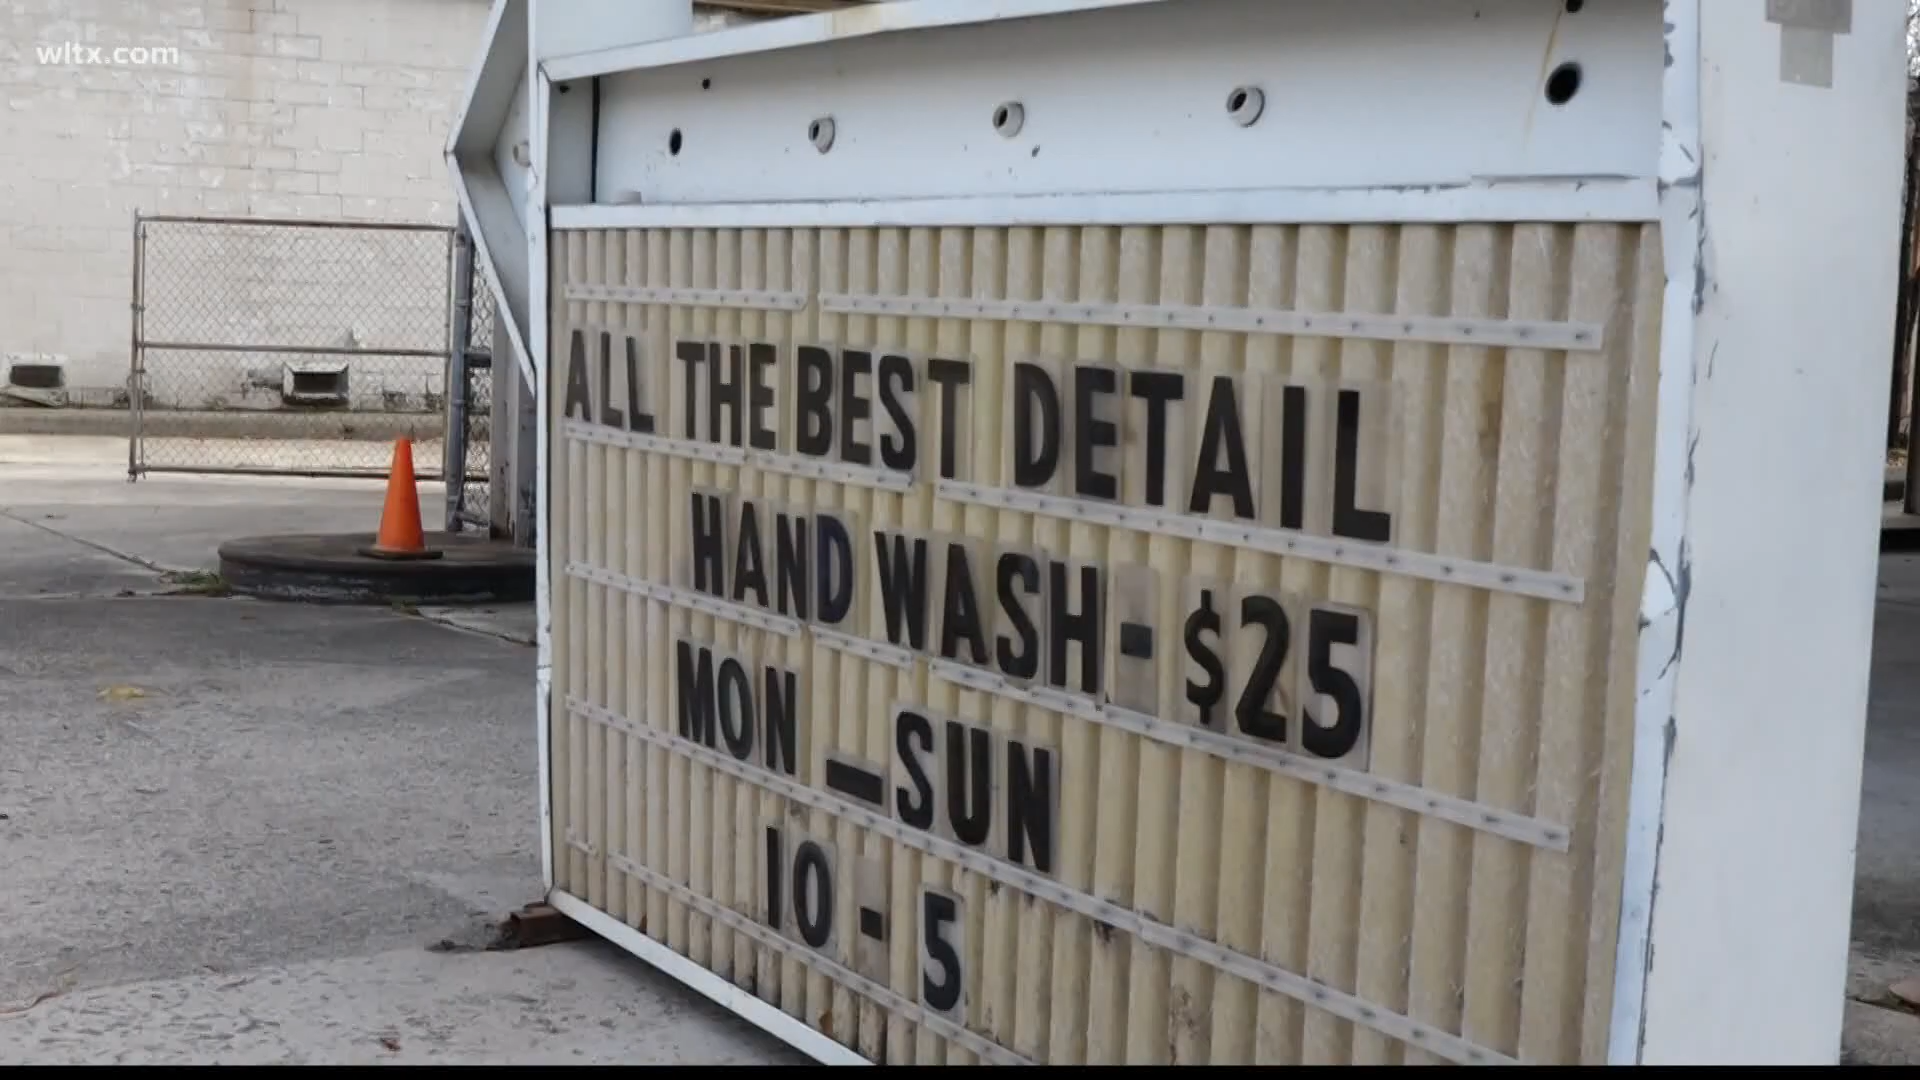 wltx.com
ALL THE BEST DETAIL
HAND WASH - $25
MON - SUN
10 - 5